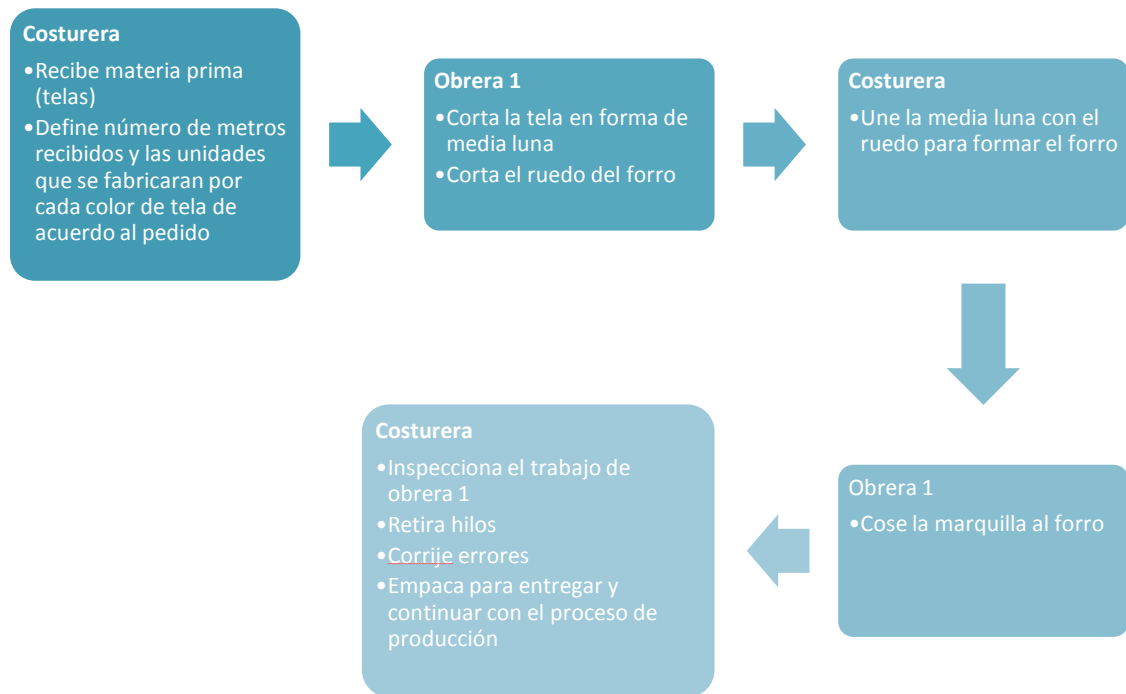 Costurera
•Recibe materia prima
(telas)
•Define número de metros
recibidos y las unidades
que se fabricaran por
cada color de tela de
acuerdo al pedido
Obrera 1
•Corta la tela en forma de
media luna
•Corta el ruedo del forro
Costurera
•Une la media luna con el
ruedo para formar el forro
Obrera 1
•Cose la marquilla al forro
Costurera
•Inspecciona el trabajo de
obrera 1
•Retira hilos
•Corrije errores
•Empaca para entregar y
continuar con el proceso de
producción